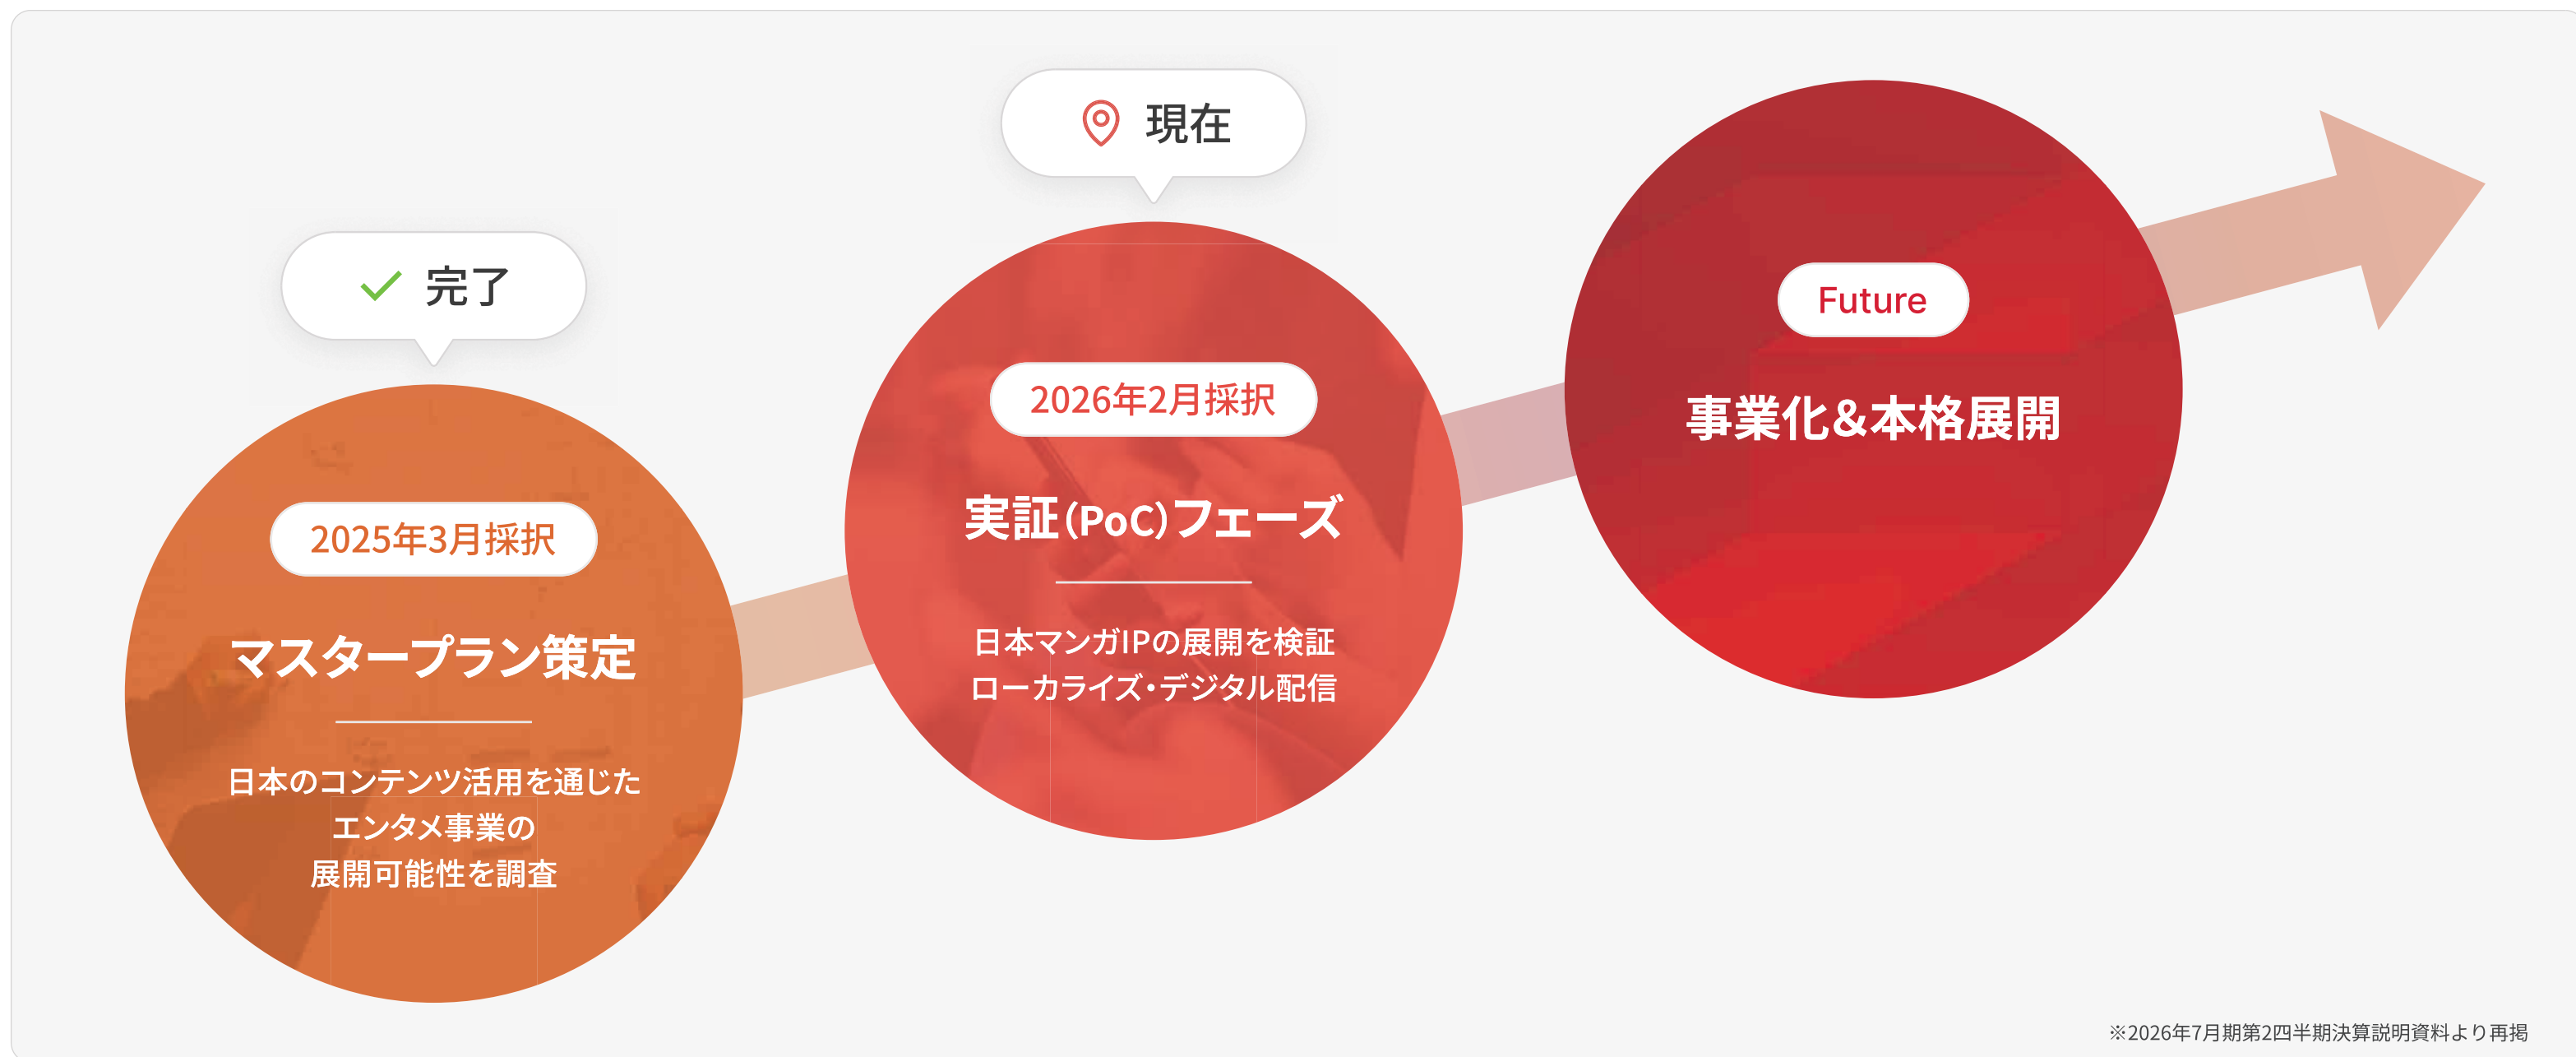 完了
2025年3月採択
マスタープラン策定
日本のコンテンツ活用を通じた
エンタメ事業の
展開可能性を調査
現在
2026年2月採択
実証(PoC)フェーズ
日本マンガIPの展開を検証
ローカライズ・デジタル配信
Future
事業化&本格展開
※2026年7月期第2四半期決算説明資料より再掲